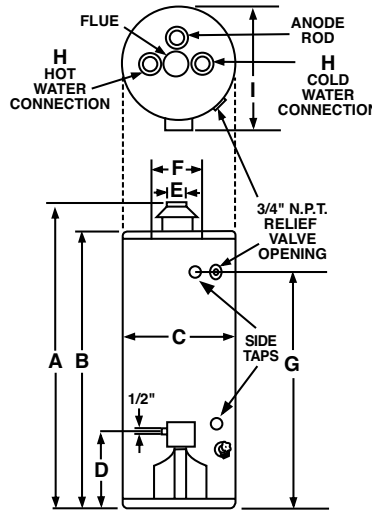 FLUE
ANODE
ROD
H
HOT
WATER
CONNECTION
H
COLD
WATER
CONNECTION
I
F
E
3/4" N.P.T.
RELIEF
VALVE
OPENING
A
B
C
SIDE
TAPS
G
1/2"
D